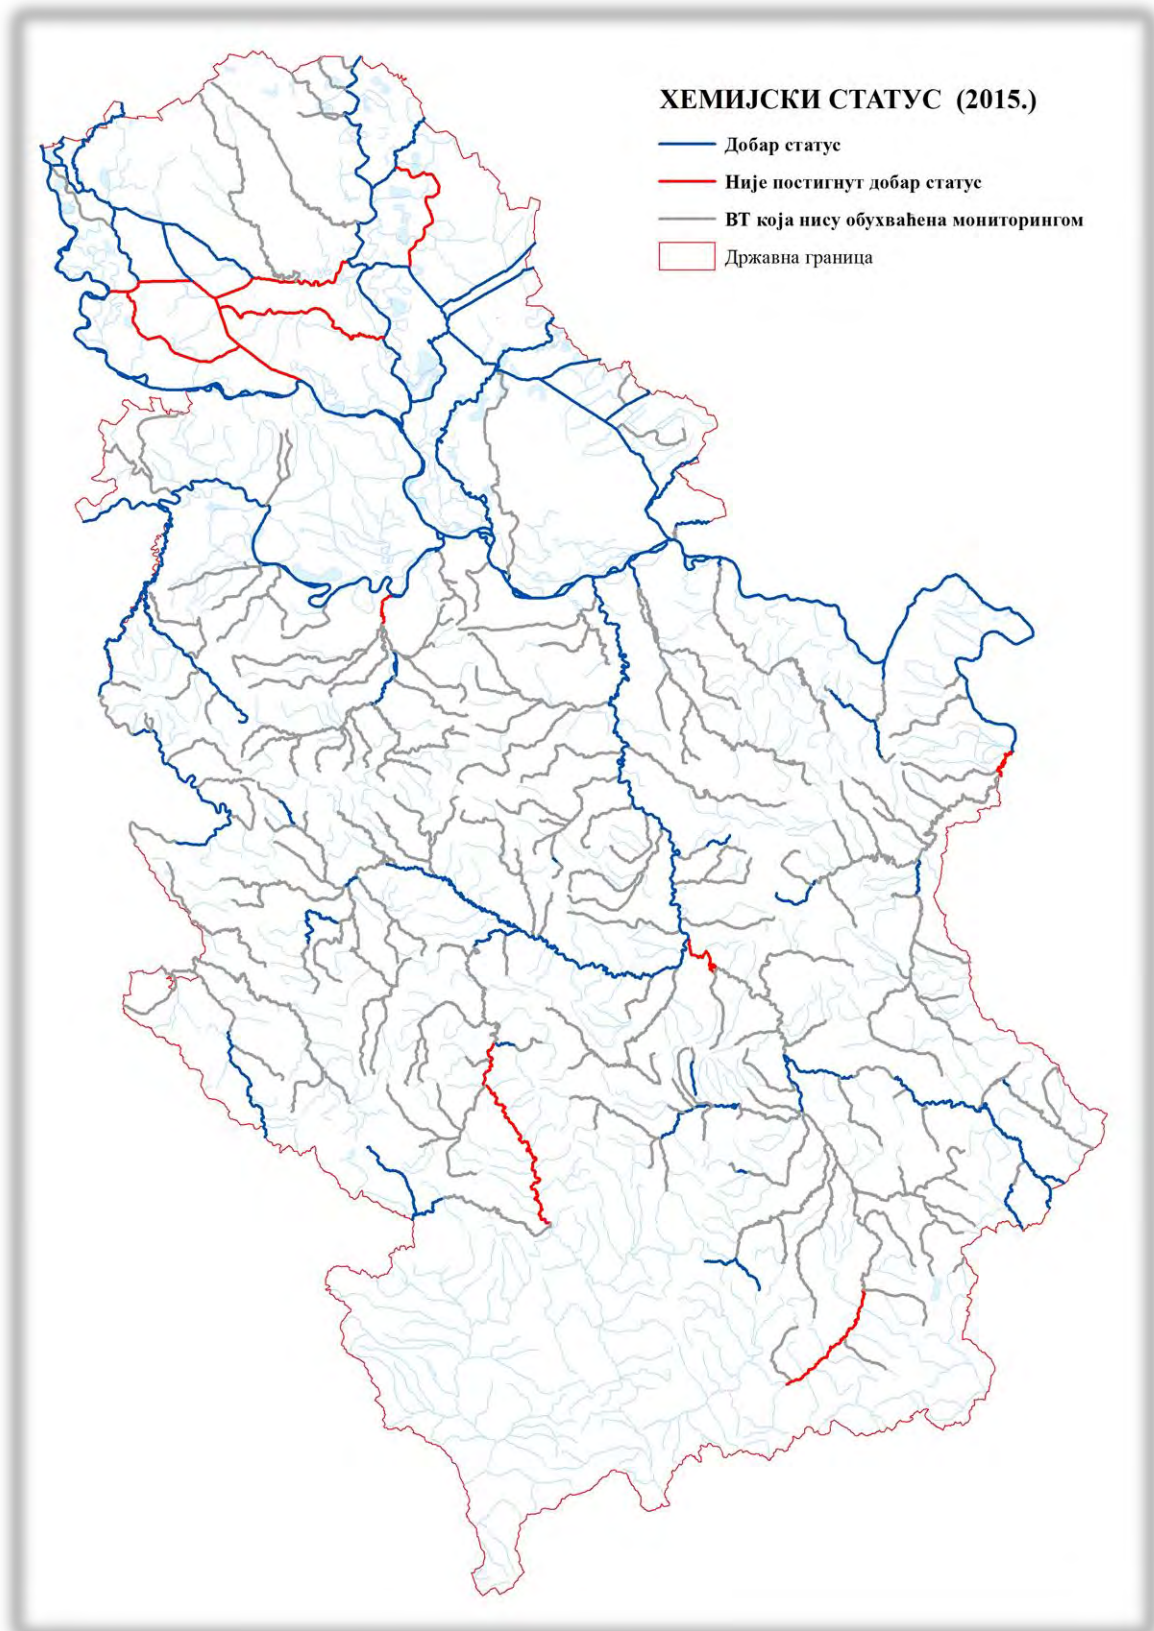 ХЕМИЈСКИ СТАТУС (2015.)
Добар статус
Није постигнут добар статус
ВТ која нису обухваћена мониторингом
Државна граница